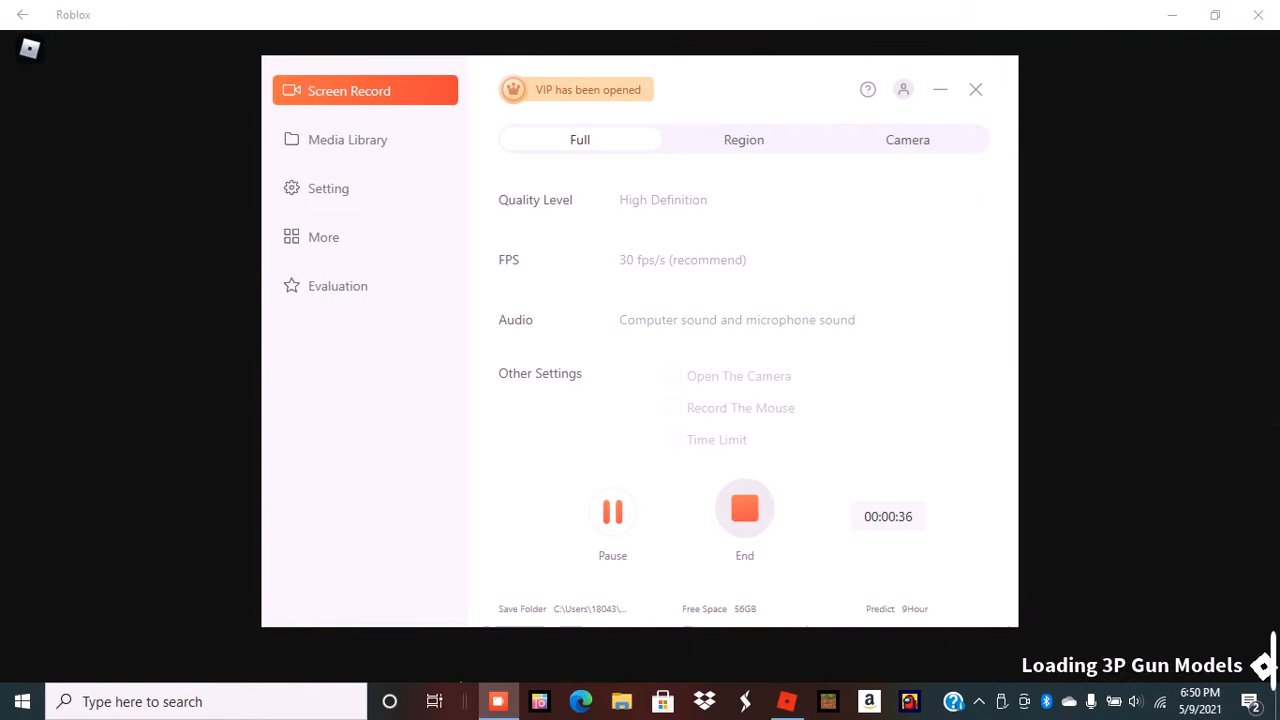 Roblox
Screen Record
VIP has been opened
Media Library
Full
Region
Camera
Setting
Quality Level
High Definition
More
FPS
30 fps/s (recommend)
Evaluation
Audio
Computer sound and microphone sound
Other Settings
Open The Camera
Record The Mouse
Time Limit
00:00:36
Pause
End
Save Folder C:\Users\18043\...
Free Space 56GB
Predict 9Hour
Loading 3P Gun Models
Type here to search
6:50 PM
5/9/2021
2